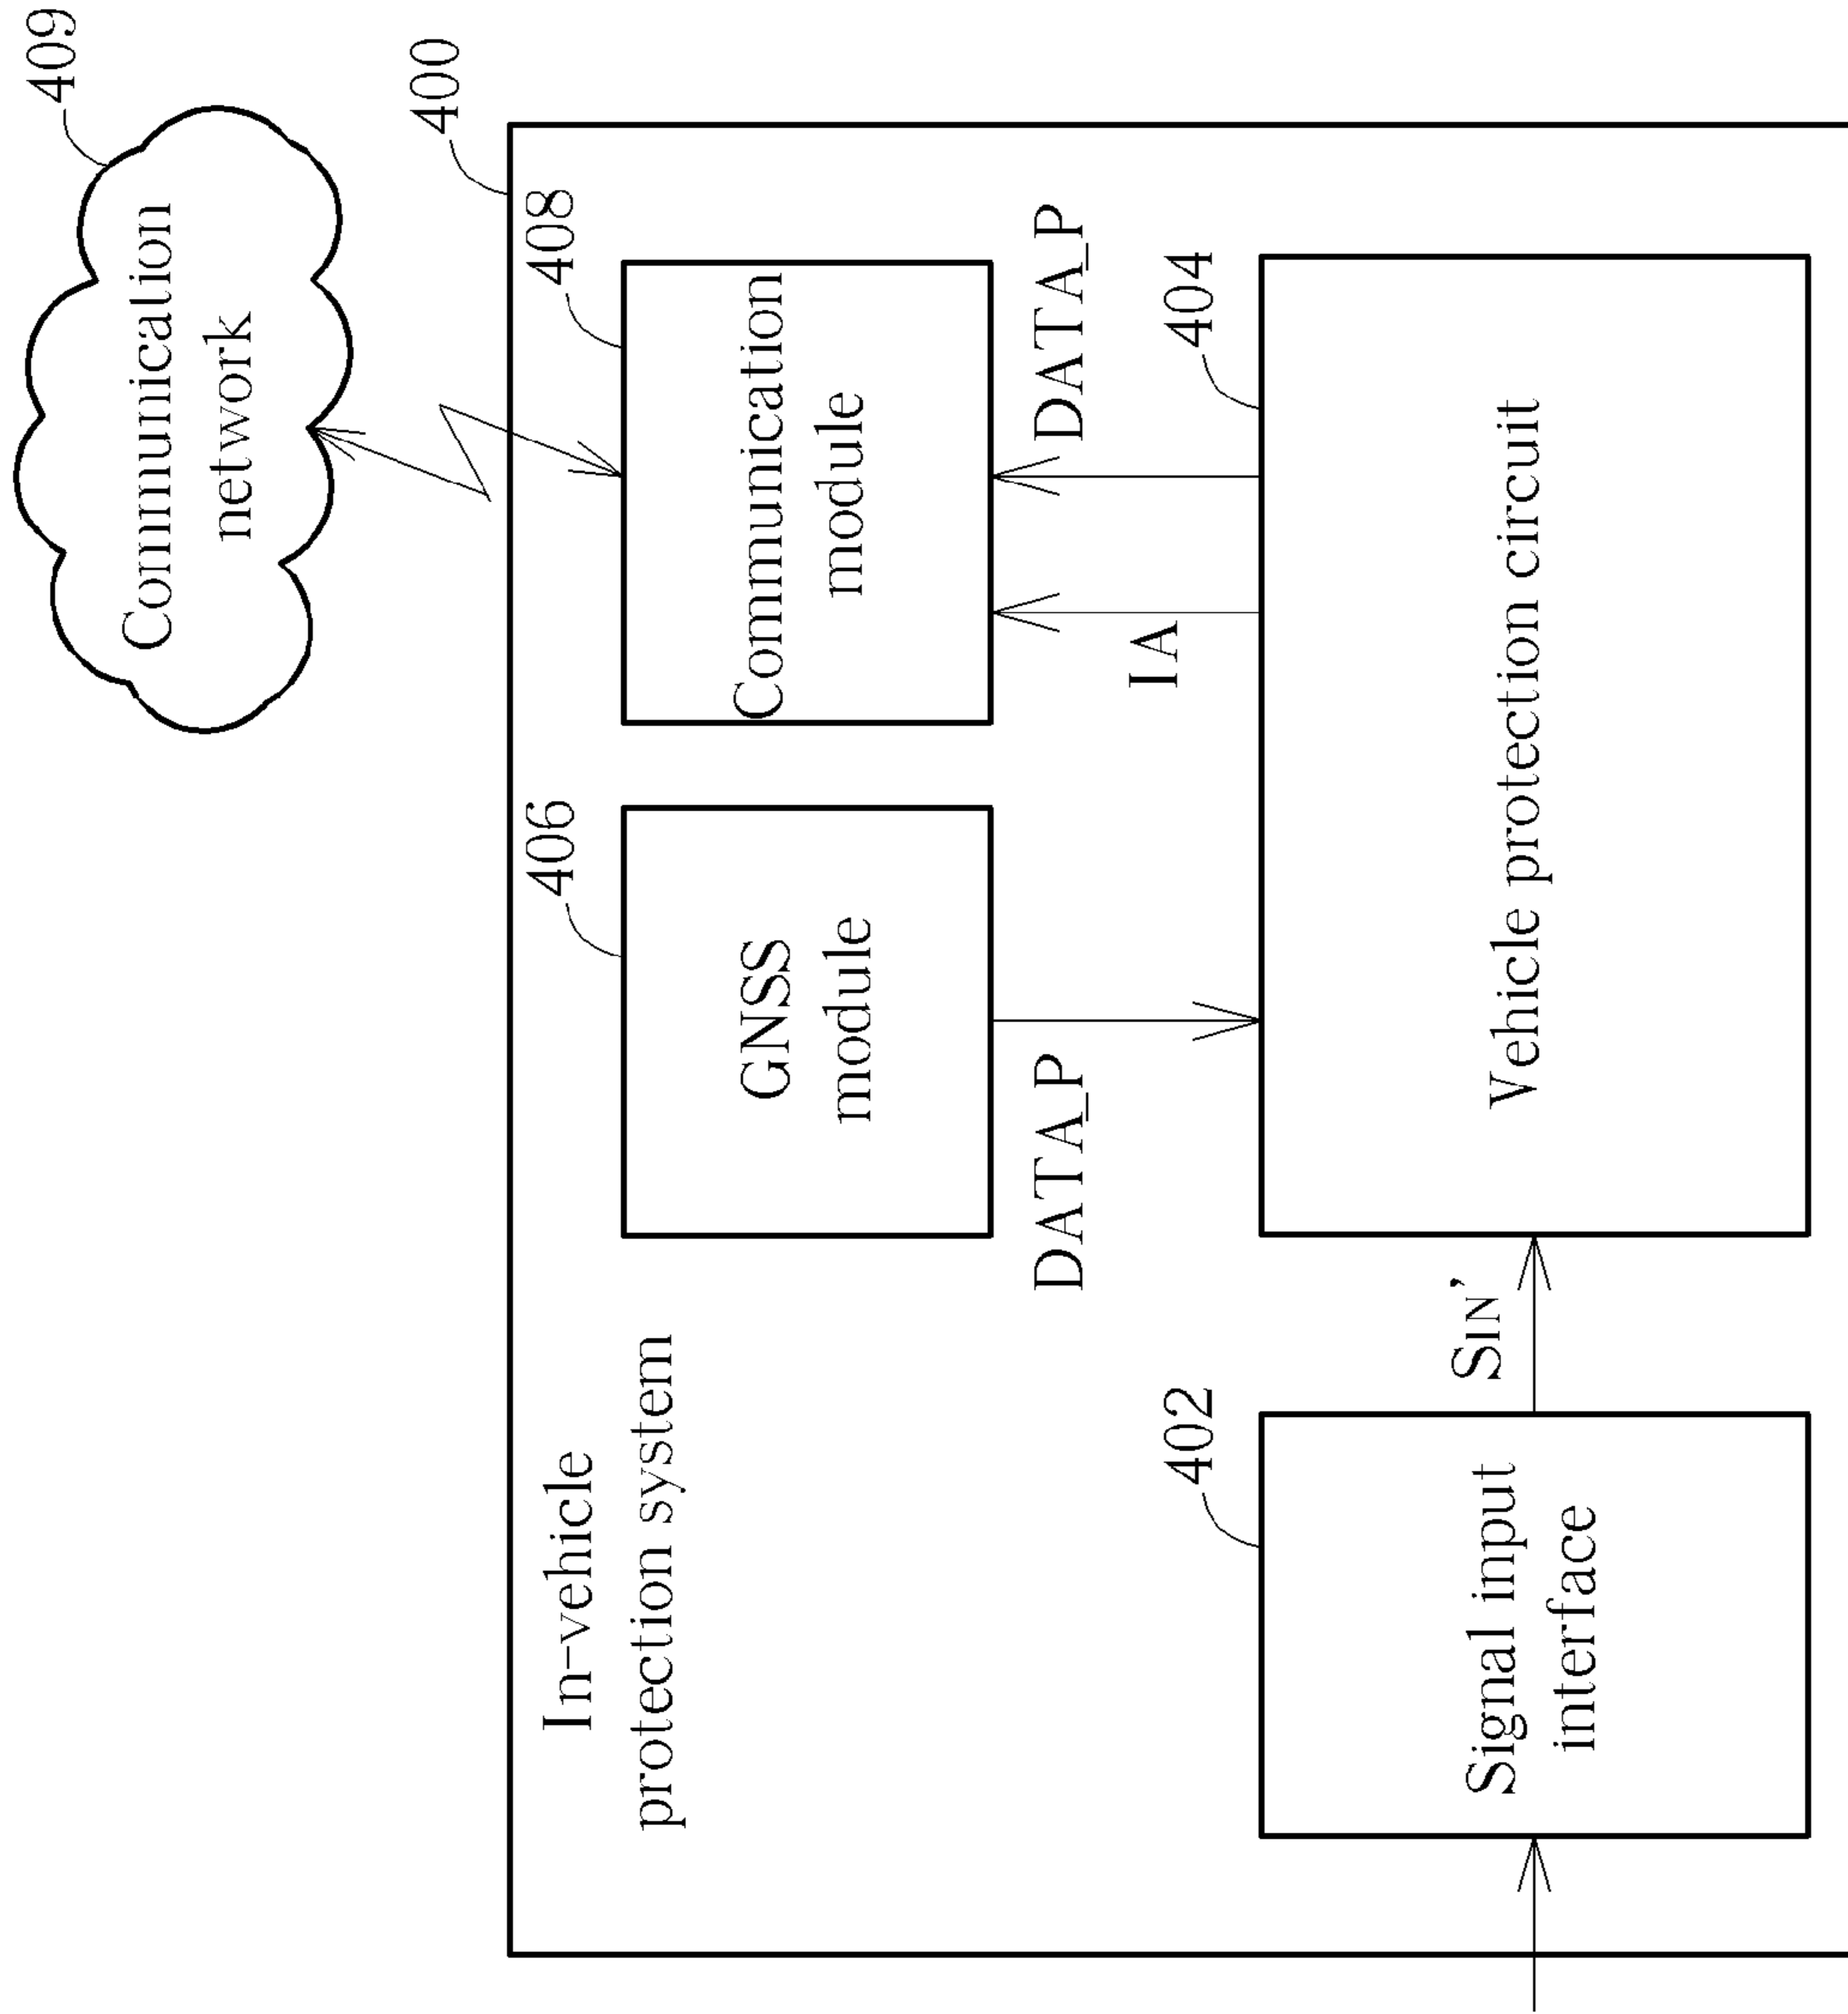 Communication
network
409
400
In-vehicle
protection system
406
GNSS
module
408
Communication
module
DATA_P
IA
DATA_P
402
Signal input
interface
SIN'
404
Vehicle protection circuit